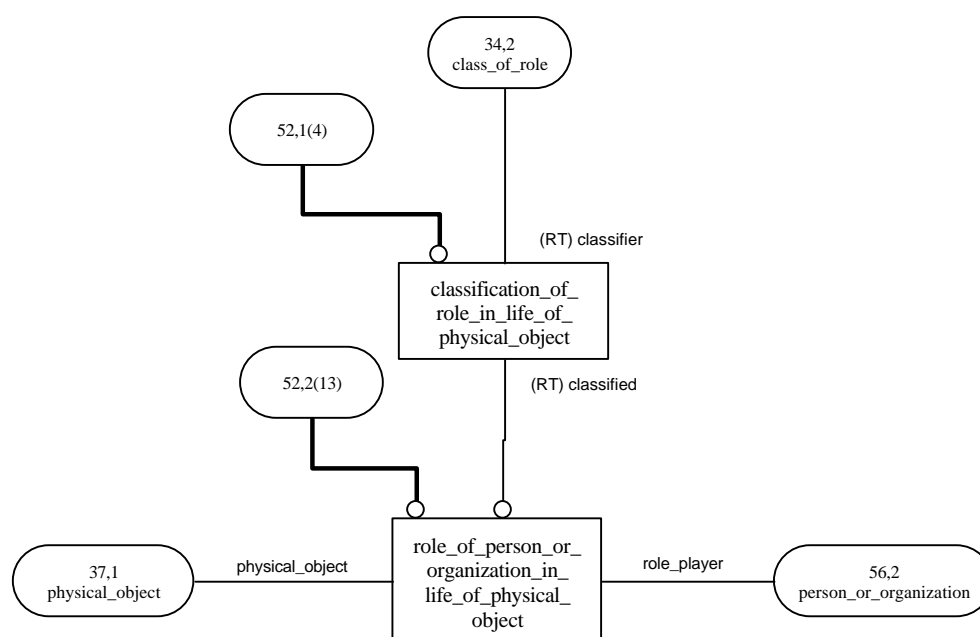 34,2
class_of_role
52,1(4)
(RT) classifier
classification_of_
role_in_life_of_
physical_object
52,2(13)
(RT) classified
37,1
physical_object
physical_object
role_of_person_or_
organization_in_
life_of_physical_
object
role_player
56,2
person_or_organization